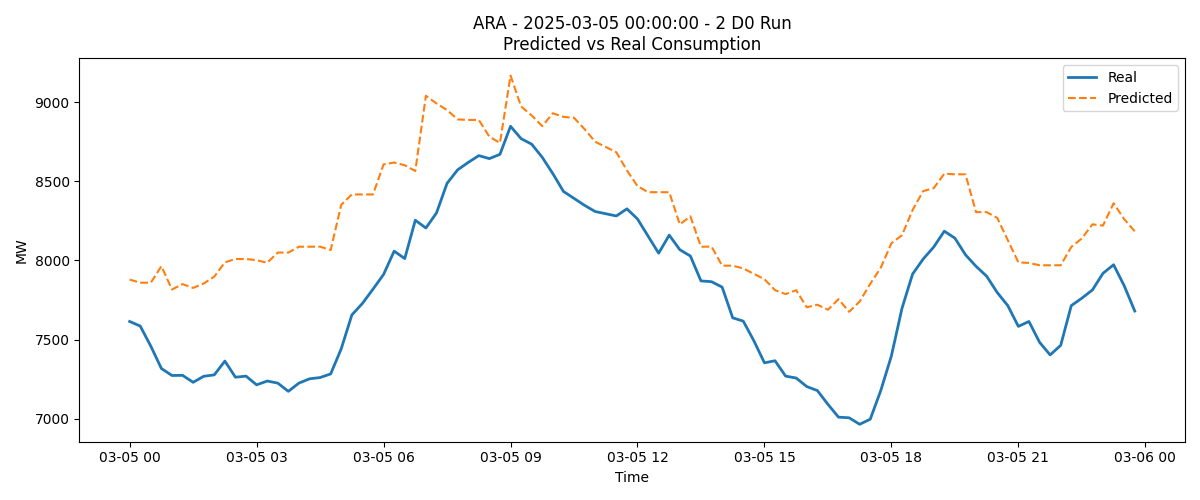 ARA - 2025-03-05 00:00:00 - 2 D0 Run
Predicted vs Real Consumption
Real
Predicted
MW
9000
8500
8000
7500
7000
03-05 00
03-05 03
03-05 06
03-05 09
03-05 12
03-05 15
03-05 18
03-05 21
03-06 00
Time